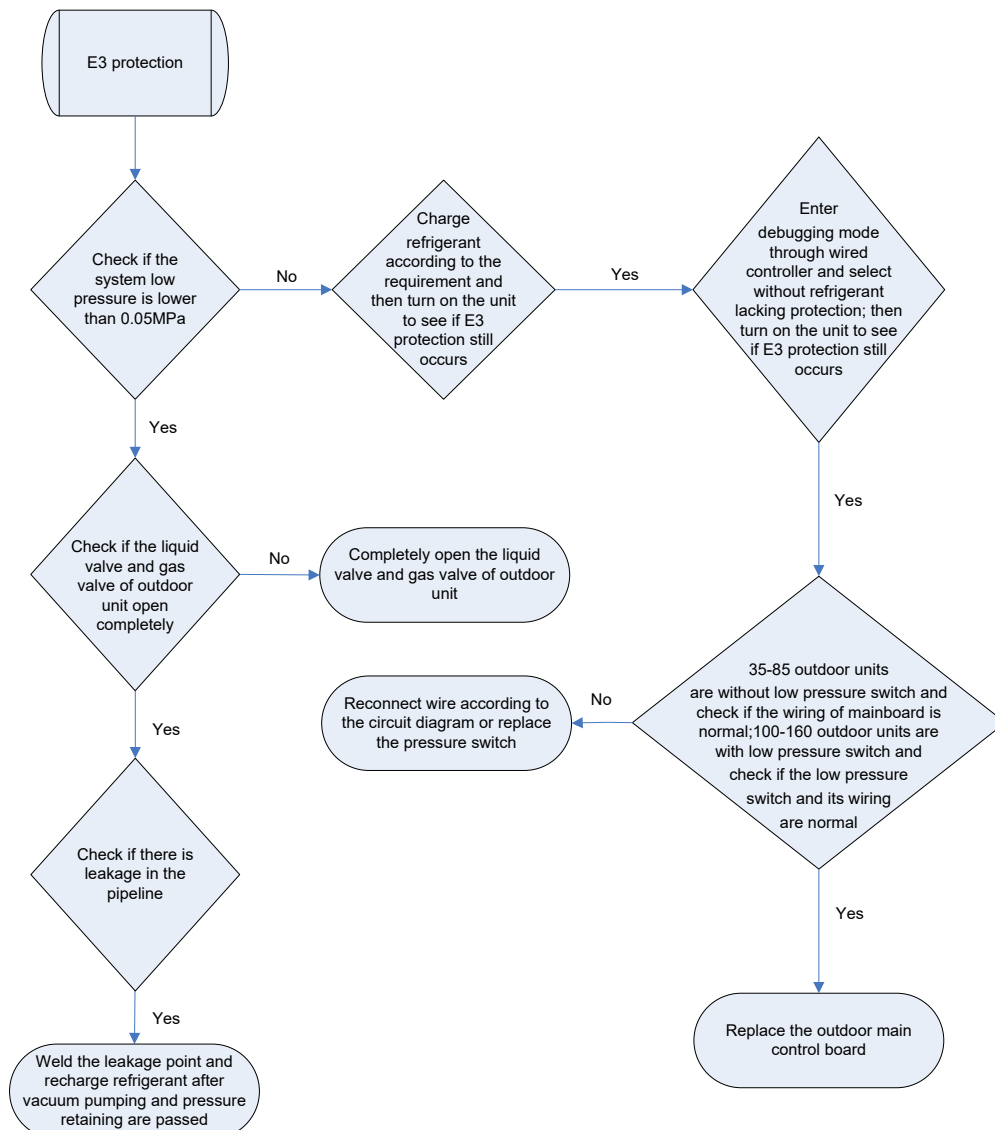 E3 protection
Check if the
system low
pressure is lower
than 0.05MPa
No
Charge
refrigerant
according to the
requirement and
then turn on the unit
to see if E3
protection still
occurs
Yes
Enter
debugging mode
through wired
controller and select
without refrigerant
lacking protection; then
turn on the unit to see
if E3 protection still
occurs
Yes
Yes
Check if the liquid
valve and gas
valve of outdoor
unit open
completely
No
Completely open the liquid
valve and gas valve of outdoor
unit
35-85 outdoor units
are without low pressure switch and
check if the wiring of mainboard is
normal;100-160 outdoor units are
with low pressure switch and
check if the low pressure
switch and its wiring
are normal
No
Reconnect wire according to
the circuit diagram or replace
the pressure switch
Yes
Check if there is
leakage in the
pipeline
Yes
Yes
Weld the leakage point and
recharge refrigerant after
vacuum pumping and pressure
retaining are passed
Replace the outdoor main
control board